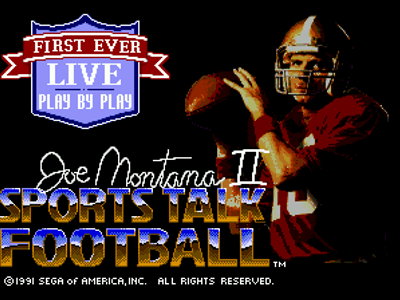 FIRST EVER
LIVE
PLAY BY PLAY
Joe Montana II
SPORTS TALK
FOOTBALL™
©1991 SEGA OF AMERICA,INC. ALL RIGHTS RESERVED.